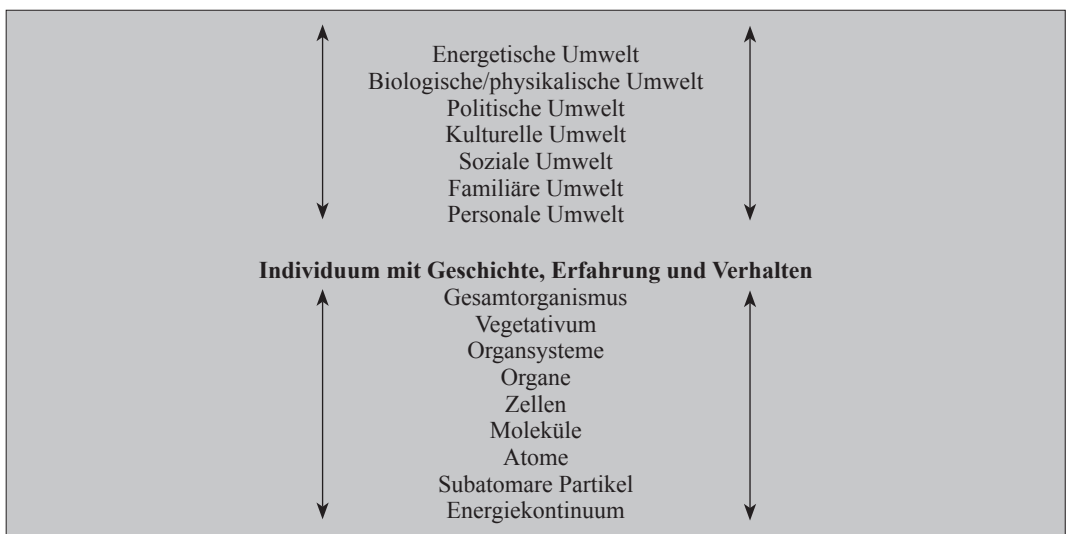 Energetische Umwelt
Biologische/physikalische Umwelt
Politische Umwelt
Kulturelle Umwelt
Soziale Umwelt
Familiäre Umwelt
Personale Umwelt
Individuum mit Geschichte, Erfahrung und Verhalten
Gesamtorganismus
Vegetativum
Organsysteme
Organe
Zellen
Moleküle
Atome
Subatomare Partikel
Energiekontinuum